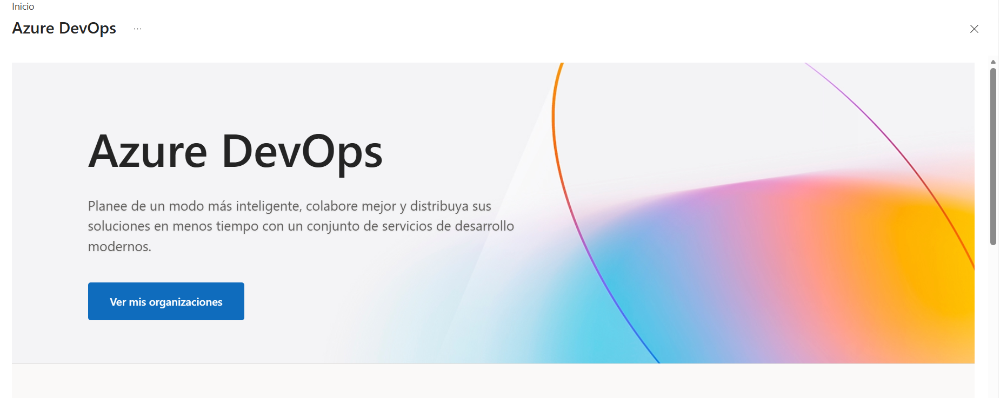 Inicio
Azure DevOps ...
Azure DevOps
Planee de un modo más inteligente, colabore mejor y distribuya sus
soluciones en menos tiempo con un conjunto de servicios de desarrollo
modernos.
Ver mis organizaciones